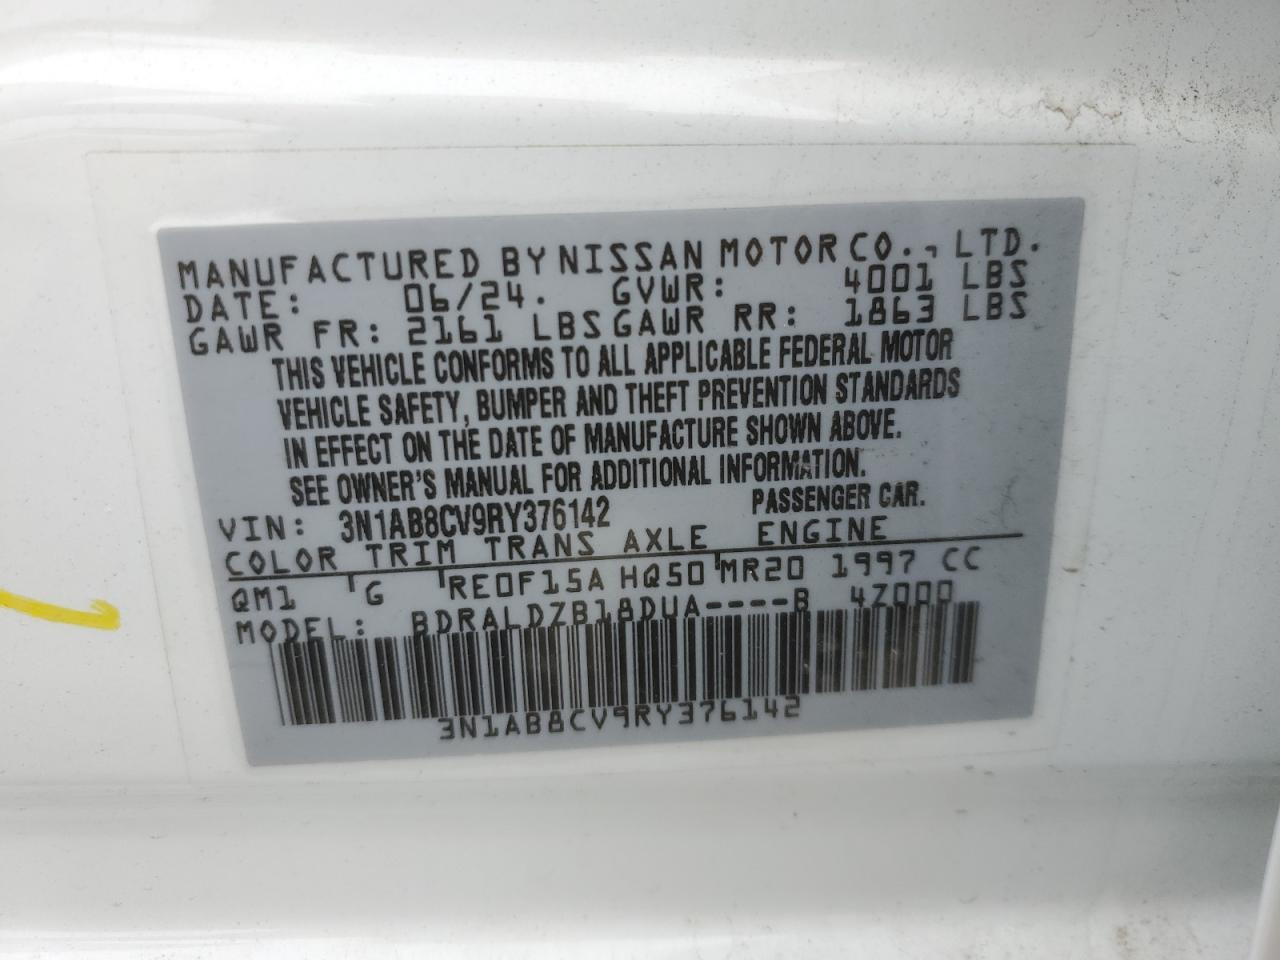 MANUFACTURED BY NISSAN MOTOR CO., LTD.
DATE: 06/24. GVWR: 4001 LBS
GAWR FR: 2161 LBS GAWR RR: 1863 LBS
THIS VEHICLE CONFORMS TO ALL APPLICABLE FEDERAL MOTOR
VEHICLE SAFETY, BUMPER AND THEFT PREVENTION STANDARDS
IN EFFECT ON THE DATE OF MANUFACTURE SHOWN ABOVE.
SEE OWNER'S MANUAL FOR ADDITIONAL INFORMATION.
VIN: 3N1AB8CV9RY376142 PASSENGER CAR.
COLOR TRIM TRANS AXLE ENGINE
QM1 G RE0F15A HQ50 MR20 1997 CC
MODEL: BDRALDZB18DUA----B 4Z000
3N1AB8CV9RY376142